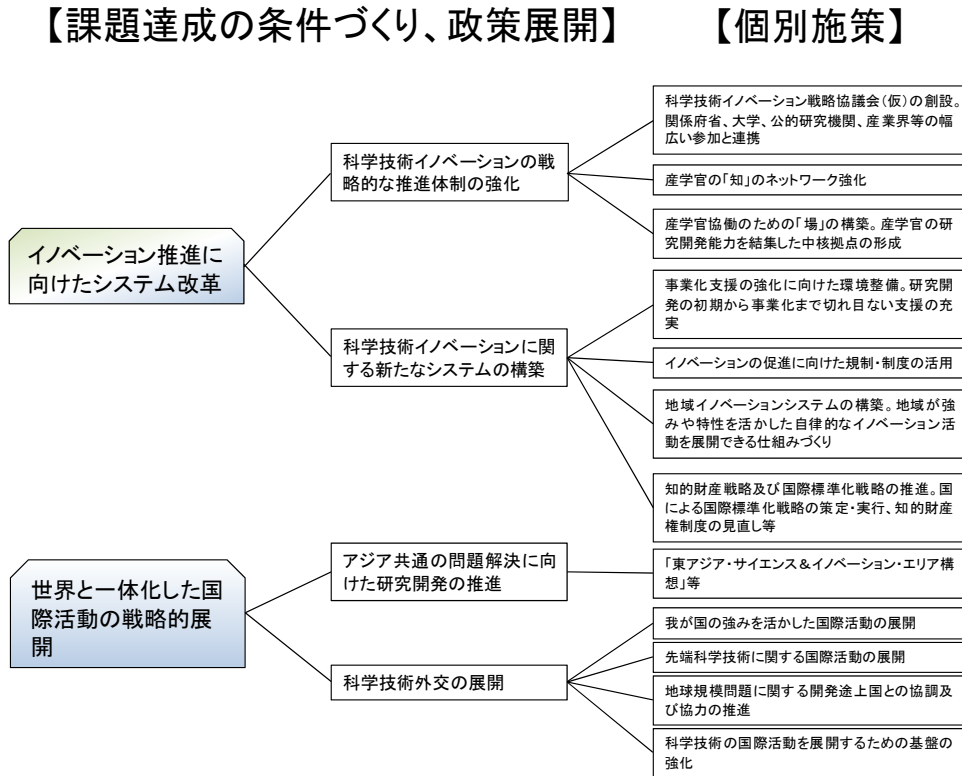 【課題達成の条件づくり、政策展開】
【個別施策】
イノベーション推進に
向けたシステム改革
科学技術イノベーションの戦
略的な推進体制の強化
科学技術イノベーション戦略協議会（仮）の創設。
関係府省、大学、公的研究機関、産業界等の幅
広い参加と連携
産学官の「知」のネットワーク強化
産学官協働のための「場」の構築。産学官の研
究開発能力を結集した中核拠点の形成
科学技術イノベーションに関
する新たなシステムの構築
事業化支援の強化に向けた環境整備。研究開
発の初期から事業化まで切れ目ない支援の充
実
イノベーションの促進に向けた規制・制度の活用
地域イノベーションシステムの構築。地域が強
みや特性を活かした自律的なイノベーション活
動を展開できる仕組みづくり
知的財産戦略及び国際標準化戦略の推進。国
による国際標準化戦略の策定・実行、知的財産
権制度の見直し等
世界と一体化した国
際活動の戦略的展
開
アジア共通の問題解決に向
けた研究開発の推進
「東アジア・サイエンス＆イノベーション・エリア構
想」等
科学技術外交の展開
我が国の強みを活かした国際活動の展開
先端科学技術に関する国際活動の展開
地球規模問題に関する開発途上国との協調及
び協力の推進
科学技術の国際活動を展開するための基盤の
強化